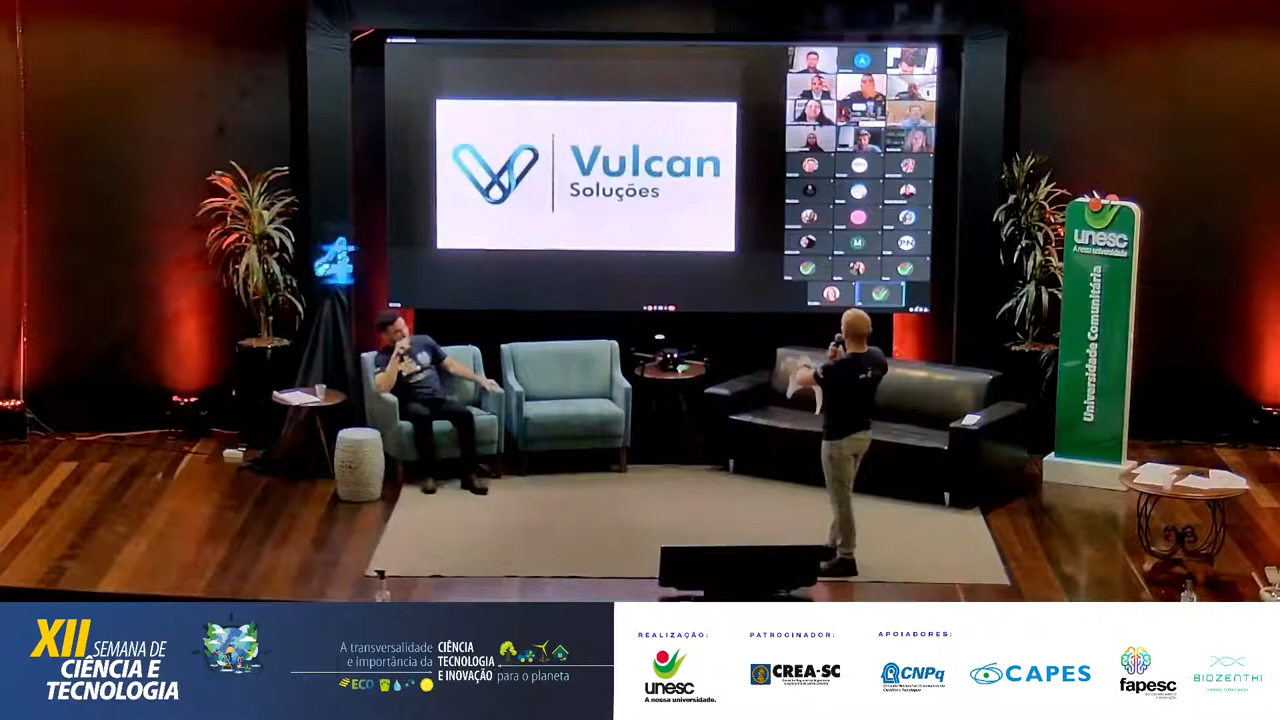 Vulcan
Soluções
A
M
PN
unesc
A nossa universidade
Universidade Comunitária
XII SEMANA DE
CIÊNCIA E
TECNOLOGIA
A transversalidade
e importância da
CIÊNCIA
TECNOLOGIA
E INOVAÇÃO para o planeta
ECO
REALIZAÇÃO:
unesc
A nossa universidade.
PATROCINADOR:
CREA-SC
APOIADORES:
CNPq
CAPES
fapesc
BIOZENTHI